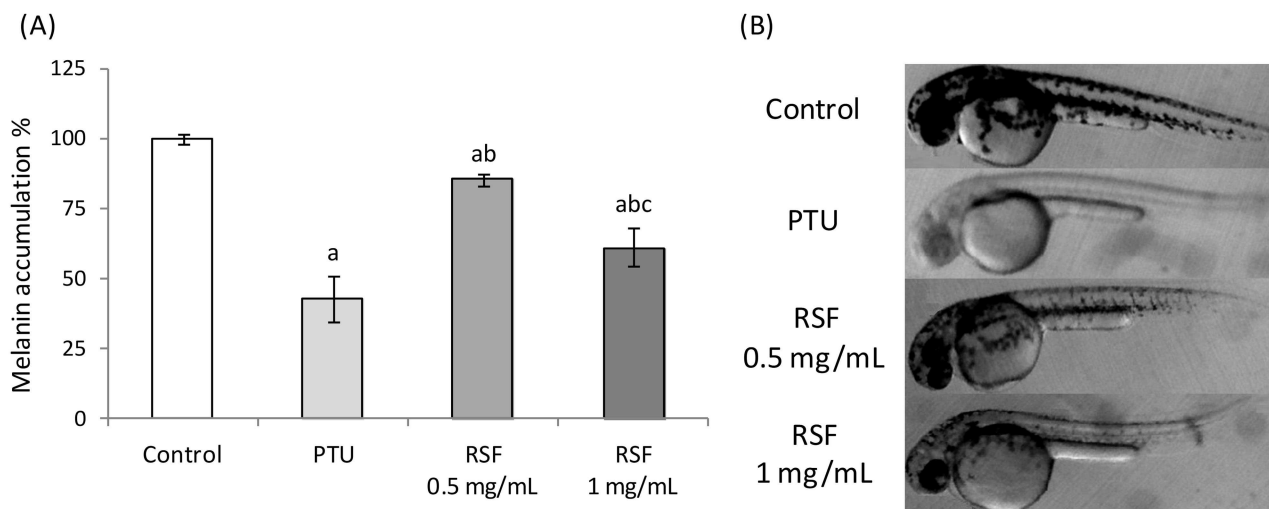 (A)
Melanin accumulation %
125
100
75
50
25
0
a
ab
abc
Control
PTU
RSF
0.5 mg/mL
RSF
1 mg/mL
(B)
Control
PTU
RSF
0.5 mg/mL
RSF
1 mg/mL